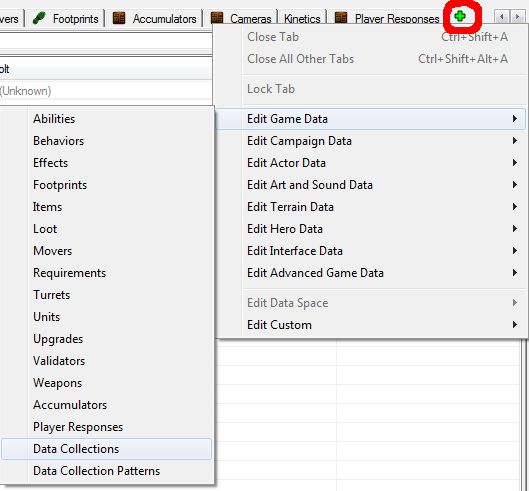 vers Footprints Accumulators Cameras Kinetics Player Responses
Close Tab Ctrl+Shift+A
Close All Other Tabs Ctrl+Shift+Alt+A
Lock Tab
Edit Game Data
Edit Campaign Data
Edit Actor Data
Edit Art and Sound Data
Edit Terrain Data
Edit Hero Data
Edit Interface Data
Edit Advanced Game Data
Edit Data Space
Edit Custom
olt
(Unknown)
Abilities
Behaviors
Effects
Footprints
Items
Loot
Movers
Requirements
Turrets
Units
Upgrades
Validators
Weapons
Accumulators
Player Responses
Data Collections
Data Collection Patterns